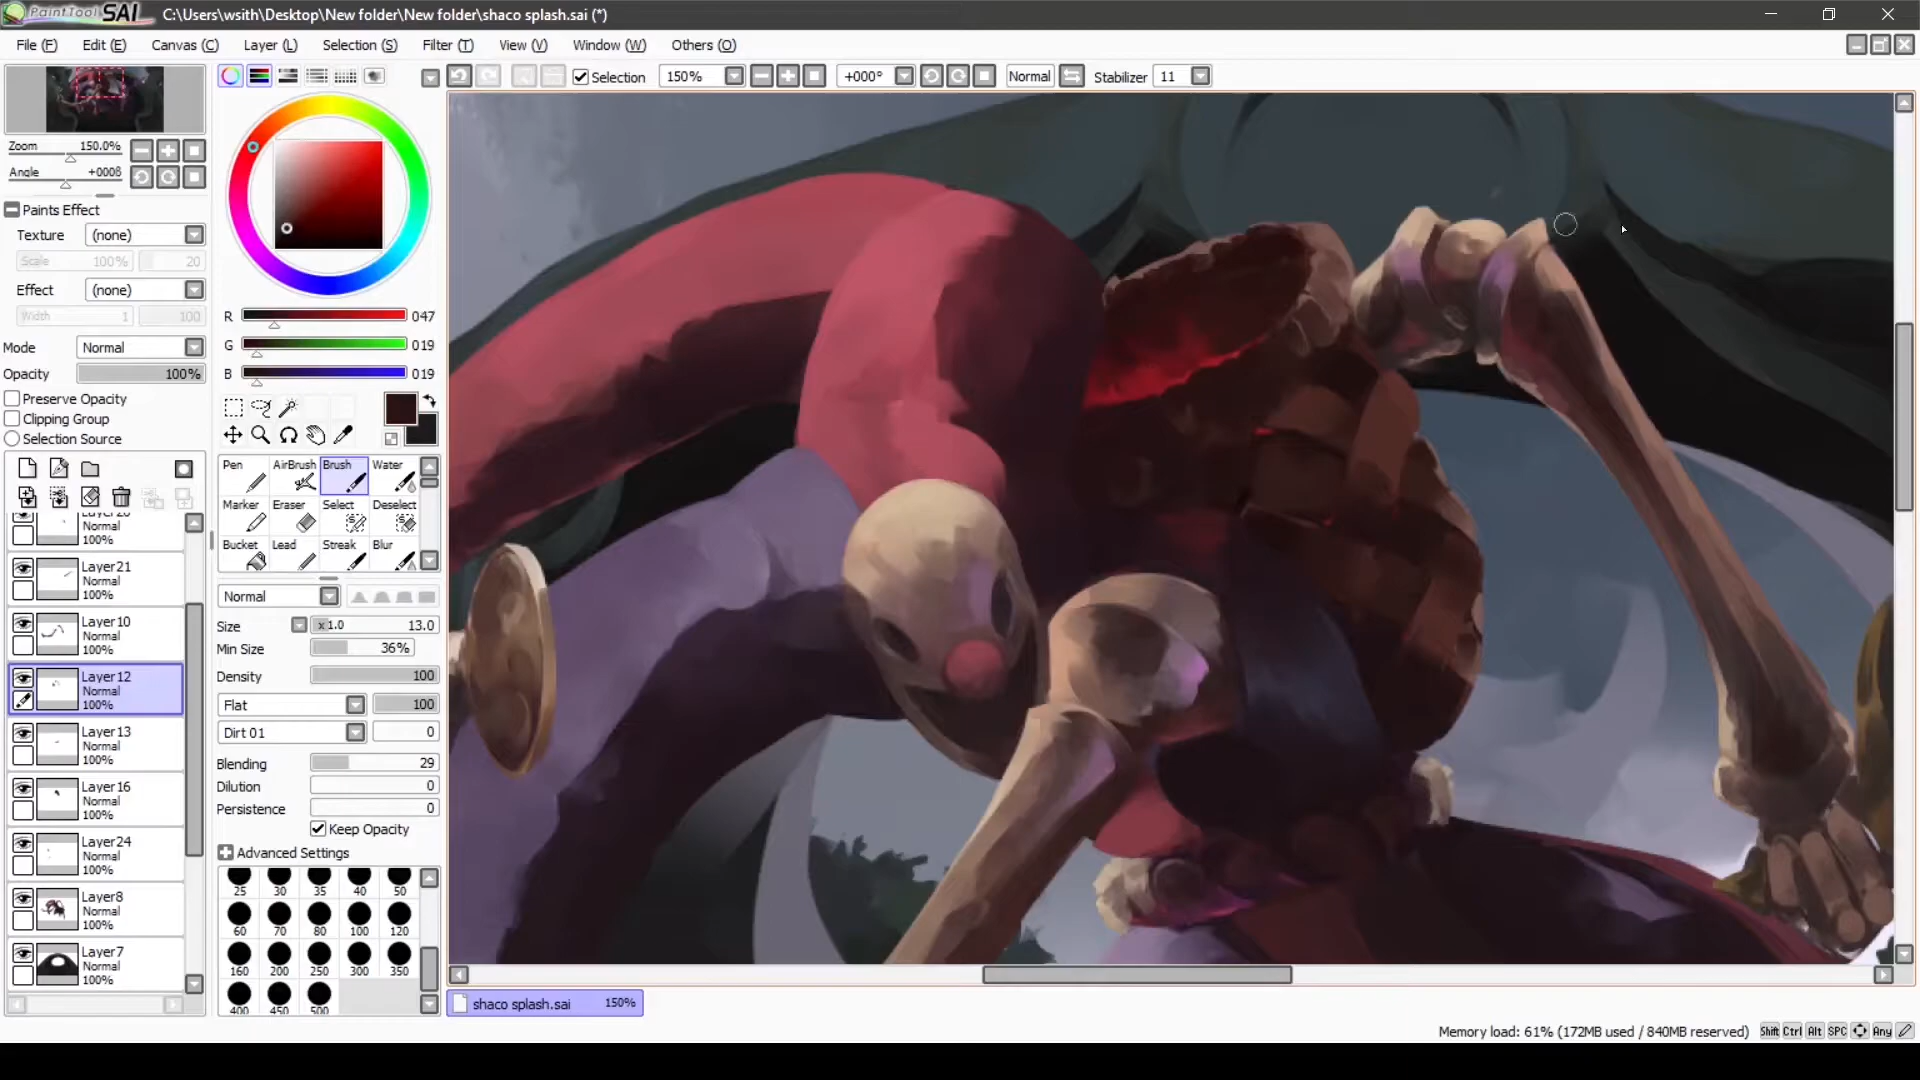 PaintTool SAI C:\Users\wsith\Desktop\New folder\New folder\shaco splash.sai (*)
File (F) Edit (E) Canvas (C) Layer (L) Selection (S) Filter (T) View (V) Window (W) Others (O)
Selection 150% +000° Normal Stabilizer 11
Zoom 150.0%
Angle +0008
Paints Effect
Texture (none)
Scale 100% 20
Effect (none)
Width 1 100
Mode Normal
Opacity 100%
Preserve Opacity
Clipping Group
Selection Source
R 047
G 019
B 019
Pen AirBrush Brush Water
Marker Eraser Select Deselect
Bucket Lead Streak Blur
Normal
Size x1.0 13.0
Min Size 36%
Density 100
Flat 100
Dirt 01 0
Blending 29
Dilution 0
Persistence 0
Keep Opacity
Advanced Settings
25 30 35 40 50
60 70 80 100 120
160 200 250 300 350
400 450 500
Normal
100%
Layer21
Normal
100%
Layer10
Normal
100%
Layer12
Normal
100%
Layer13
Normal
100%
Layer16
Normal
100%
Layer24
Normal
100%
Layer8
Normal
100%
Layer7
Normal
100%
shaco splash.sai 150%
Memory load: 61% (172MB used / 840MB reserved) Shift Ctrl Alt SPC Any